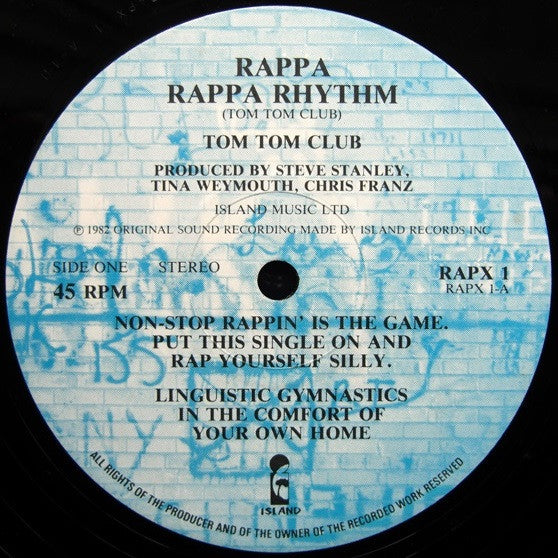 RAPPA
RAPPA RHYTHM
(TOM TOM CLUB)
TOM TOM CLUB
PRODUCED BY STEVE STANLEY,
TINA WEYMOUTH, CHRIS FRANZ
ISLAND MUSIC LTD
℗ 1982 ORIGINAL SOUND RECORDING MADE BY ISLAND RECORDS INC
SIDE ONE STEREO
45 RPM
RAPX 1
RAPX 1-A
NON-STOP RAPPIN' IS THE GAME.
PUT THIS SINGLE ON AND
RAP YOURSELF SILLY.
LINGUISTIC GYMNASTICS
IN THE COMFORT OF
YOUR OWN HOME
ISLAND
ALL RIGHTS OF THE PRODUCER AND OF THE OWNER OF THE RECORDED WORK RESERVED
NY